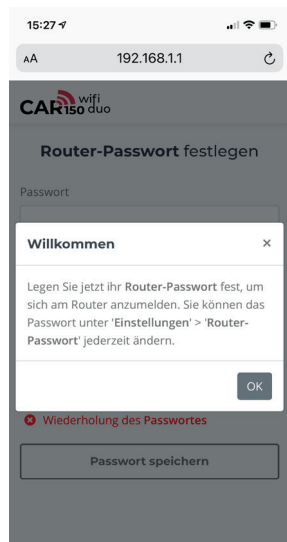 15:27
AA 192.168.1.1
CAR150 wifi duo
Router-Passwort festlegen
Passwort
Willkommen ×
Legen Sie jetzt ihr Router-Passwort fest, um
sich am Router anzumelden. Sie können das
Passwort unter 'Einstellungen' > 'Router-
Passwort' jederzeit ändern.
OK
Wiederholung des Passwortes
Passwort speichern